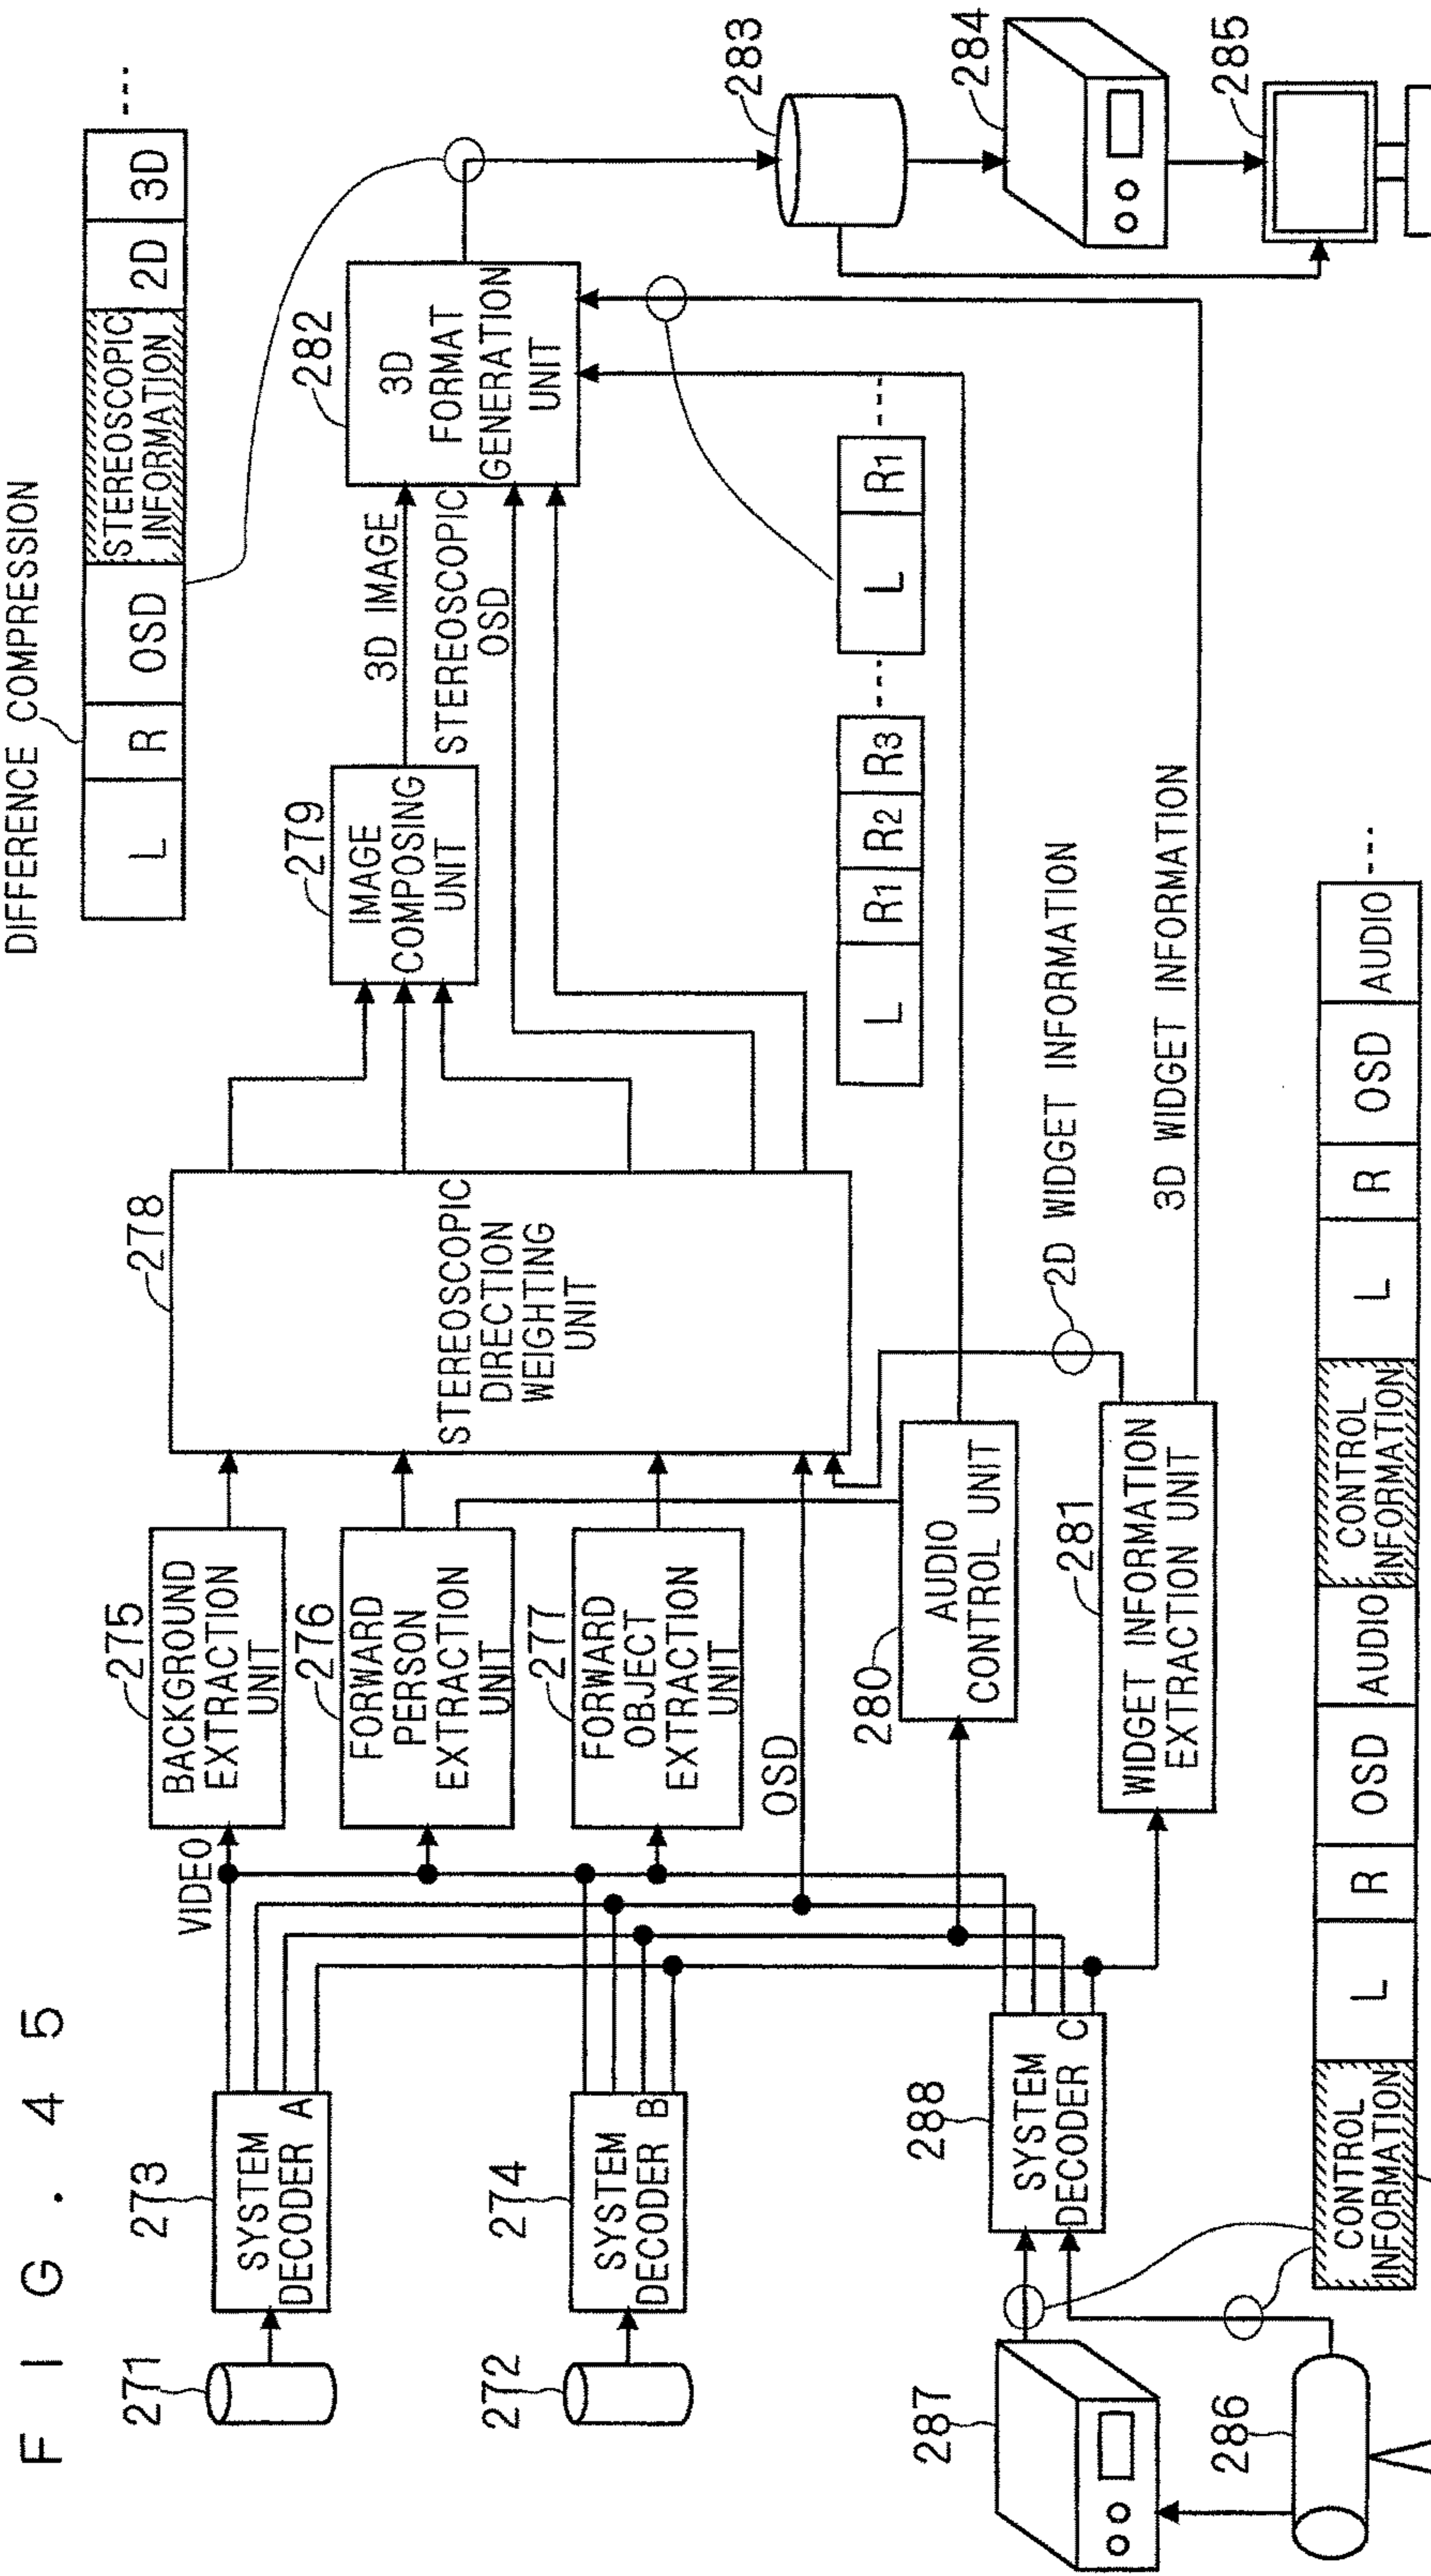 FIG. 45
DIFFERENCE COMPRESSION
L R OSD STEREOSCOPIC INFORMATION 2D 3D ---
271
273
SYSTEM
DECODER A
VIDEO
275
BACKGROUND
EXTRACTION
UNIT
276
FORWARD
PERSON
EXTRACTION
UNIT
277
FORWARD
OBJECT
EXTRACTION
UNIT
OSD
278
STEREOSCOPIC
DIRECTION
WEIGHTING
UNIT
279
IMAGE
COMPOSING
UNIT
3D IMAGE
STEREOSCOPIC
OSD
282
3D
FORMAT
GENERATION
UNIT
283
284
285
272
274
SYSTEM
DECODER B
280
AUDIO
CONTROL UNIT
L R1 R2 R3 ---- L R1 ----
281
WIDGET INFORMATION
EXTRACTION UNIT
2D WIDGET INFORMATION
3D WIDGET INFORMATION
287
286
288
SYSTEM
DECODER C
CONTROL INFORMATION L R OSD AUDIO CONTROL INFORMATION L R OSD AUDIO ---